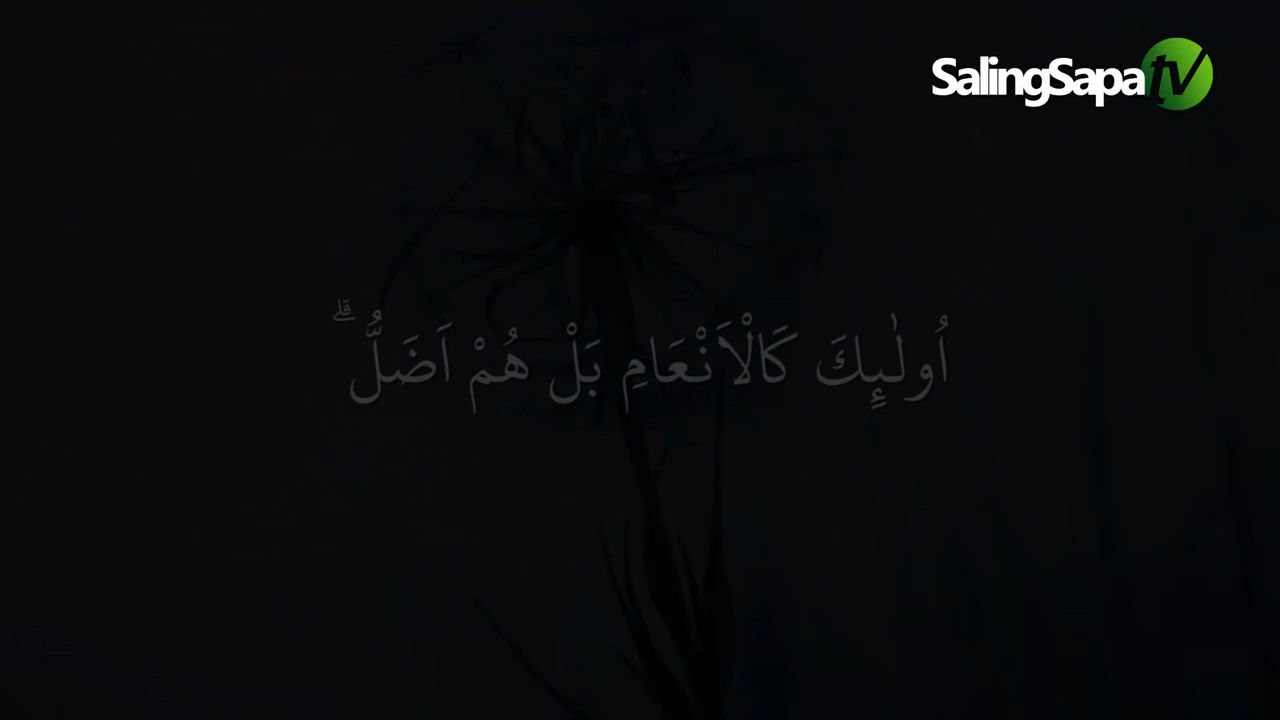 SalingSapa tv
اُولٰۤىِٕكَ كَالْاَنْعَامِ بَلْ هُمْ اَضَلُّ ۗ